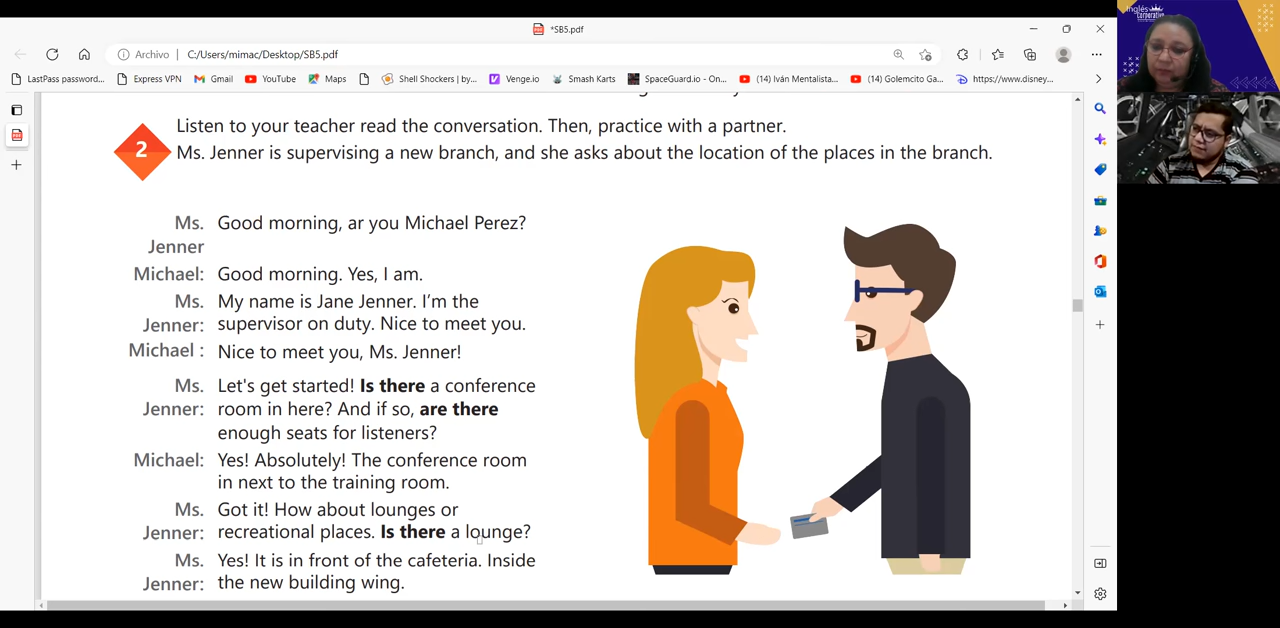 *SB5.pdf
Archivo
C:/Users/mimac/Desktop/SB5.pdf
LastPass password...
Express VPN
Gmail
YouTube
Maps
Shell Shockers | by...
Venge.io
Smash Karts
SpaceGuard.io - On...
(14) Iván Mentalista...
(14) Golemcito Ga...
https://www.disney...
Listen to your teacher read the conversation. Then, practice with a partner.
2
Ms. Jenner is supervising a new branch, and she asks about the location of the places in the branch.
Ms. Good morning, ar you Michael Perez?
Jenner
Michael: Good morning. Yes, I am.
Ms. My name is Jane Jenner. I'm the
Jenner: supervisor on duty. Nice to meet you.
Michael : Nice to meet you, Ms. Jenner!
Ms. Let's get started! Is there a conference
Jenner: room in here? And if so, are there
enough seats for listeners?
Michael: Yes! Absolutely! The conference room
in next to the training room.
Ms. Got it! How about lounges or
Jenner: recreational places. Is there a lounge?
Ms. Yes! It is in front of the cafeteria. Inside
Jenner: the new building wing.
Inglés
Corporativo